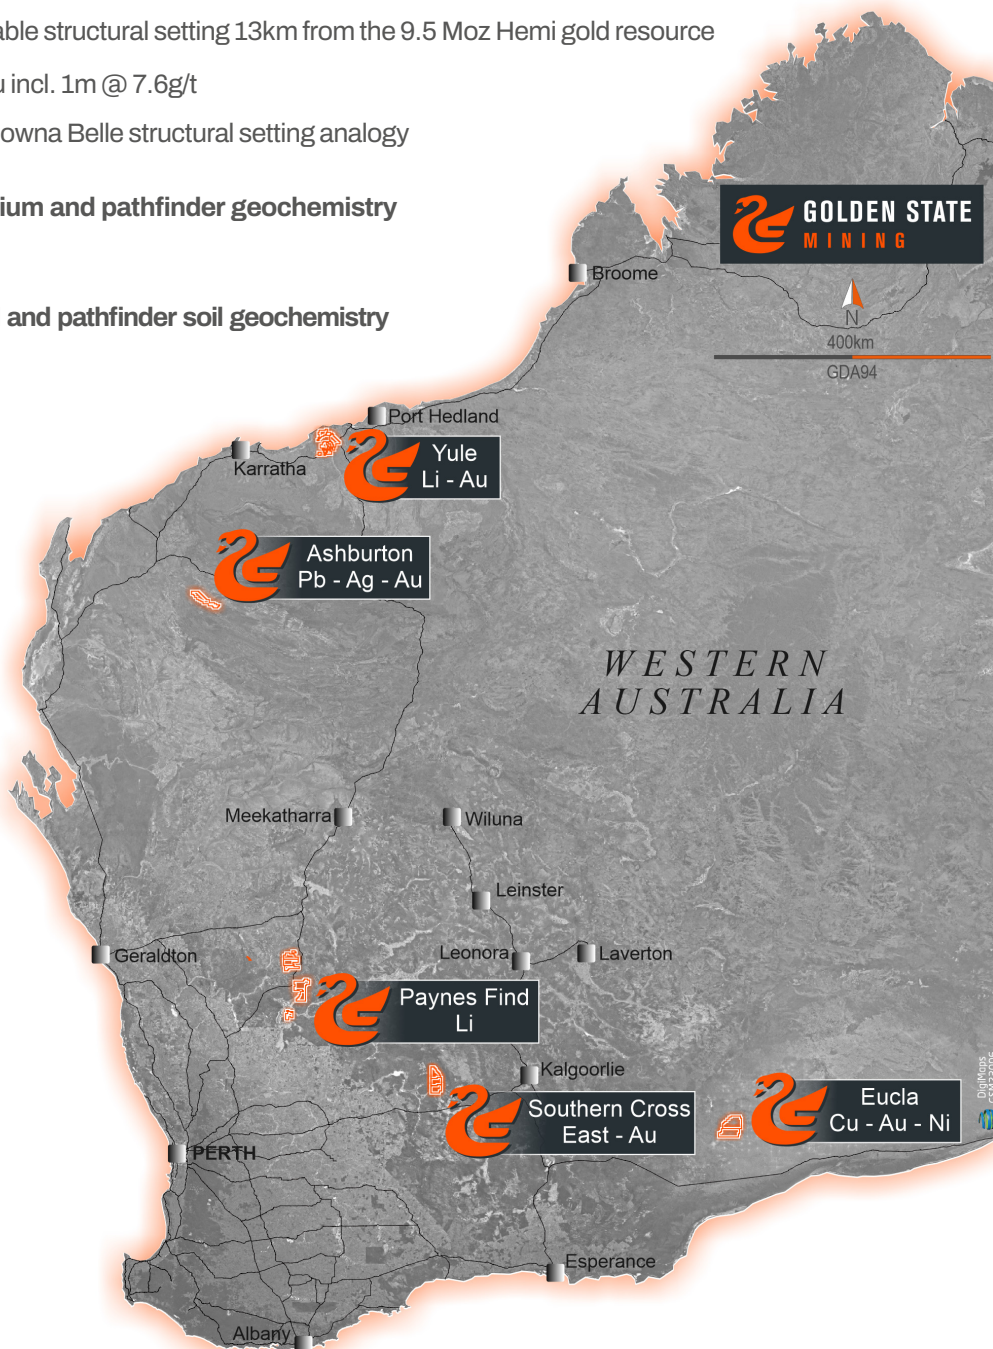 able structural setting 13km from the 9.5 Moz Hemi gold resource
u incl. 1m @ 7.6g/t
owna Belle structural setting analogy
ium and pathfinder geochemistry
GOLDEN STATE
MINING
Broome
and pathfinder soil geochemistry
N
400km
GDA94
Port Hedland
Karratha
Yule
Li - Au
Ashburton
Pb - Ag - Au
WESTERN
AUSTRALIA
Meekatharra
Wiluna
Leinster
Geraldton
Leonora
Laverton
Paynes Find
Li
Kalgoorlie
Southern Cross
East - Au
Eucla
Cu - Au - Ni
DigiMaps
PERTH
Esperance
Albany